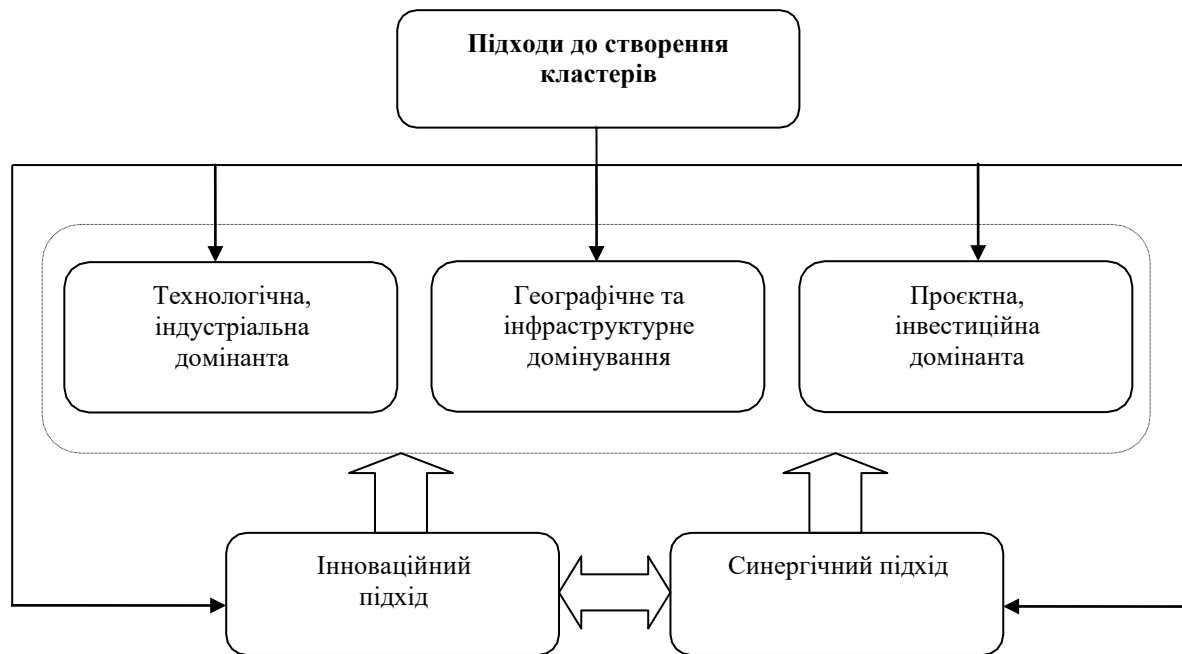 Підходи до створення
кластерів
Технологічна,
індустріальна
домінанта
Географічне та
інфраструктурне
домінування
Проєктна,
інвестиційна
домінанта
Інноваційний
підхід
Синергічний підхід